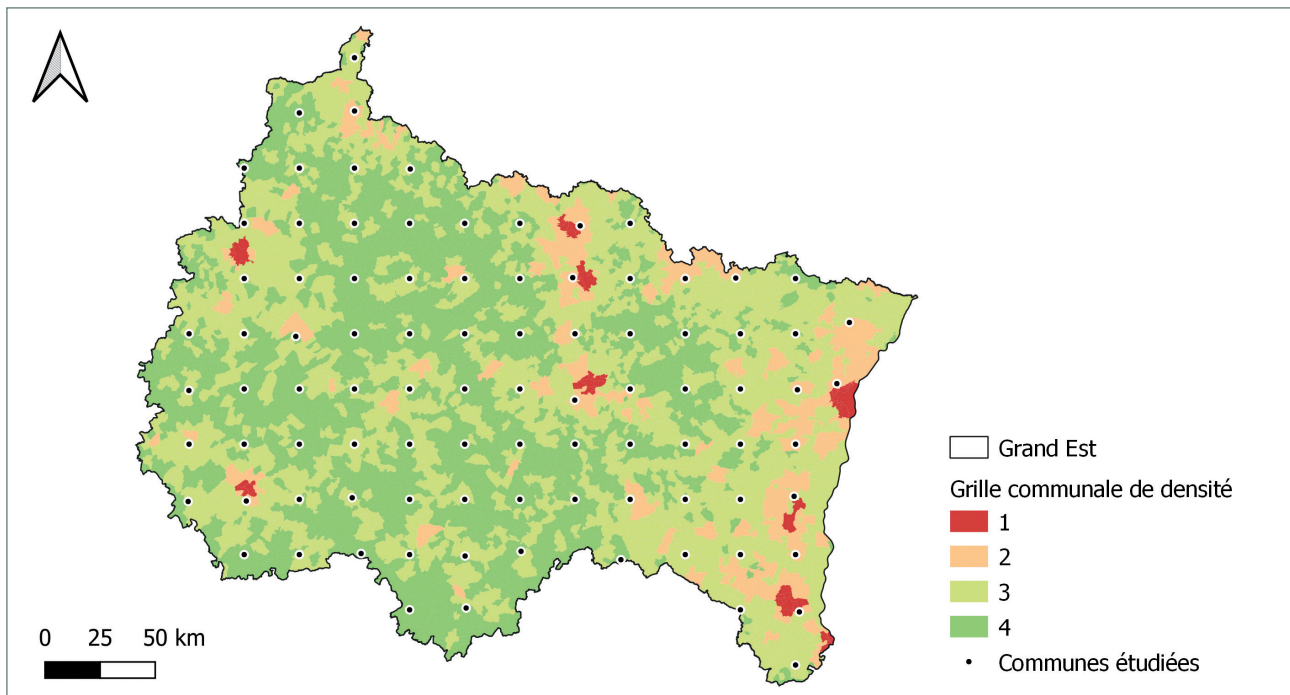 Grand Est
Grille communale de densité
1
2
3
4
Communes étudiées
0 25 50 km